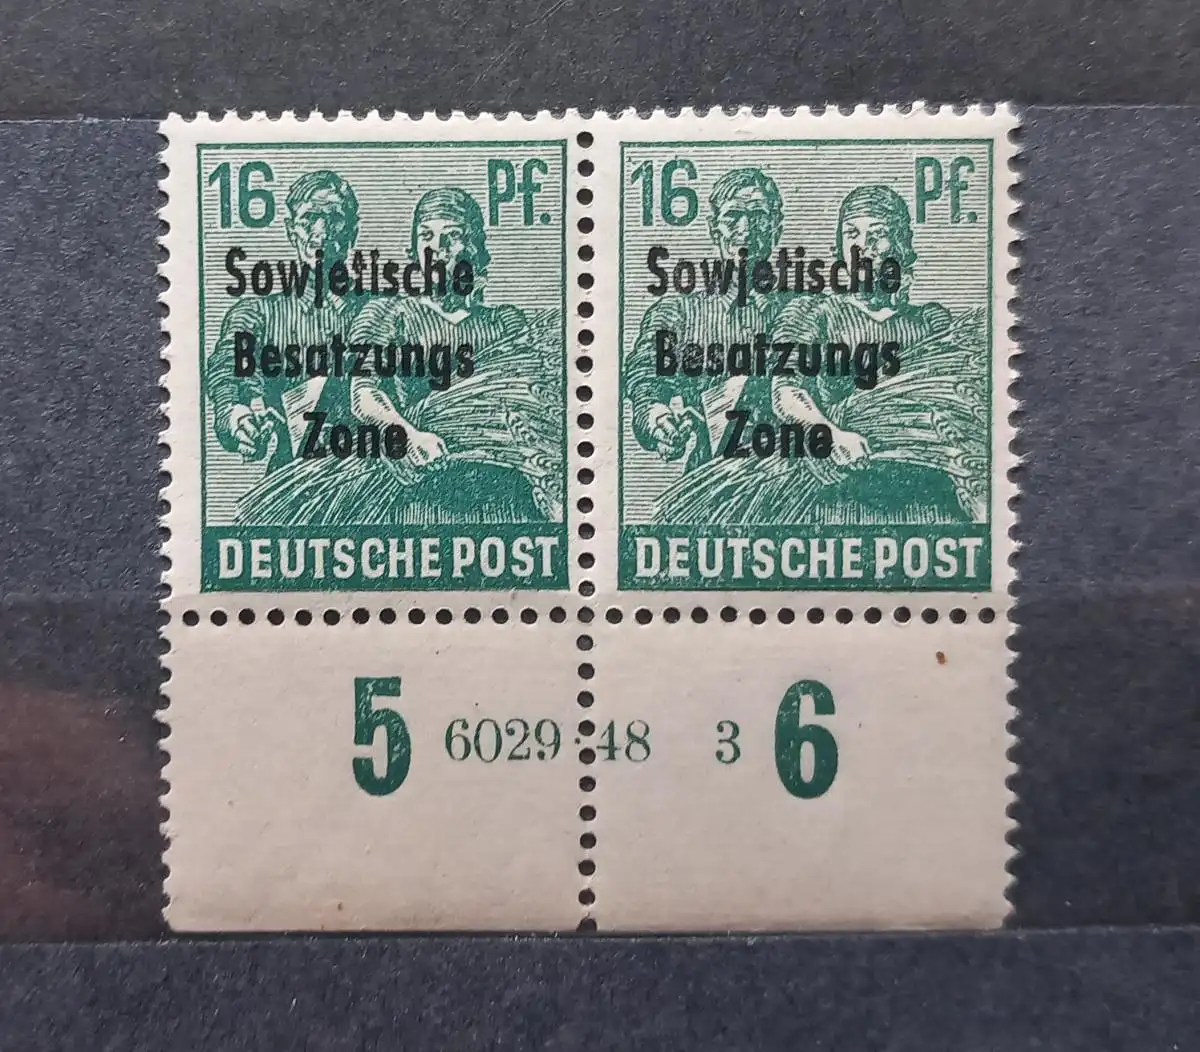 16 Pf.
Sowjetische
Besatzungs
Zone
DEUTSCHE POST
16 Pf.
Sowjetische
Besatzungs
Zone
DEUTSCHE POST
5 6029·48 3 6